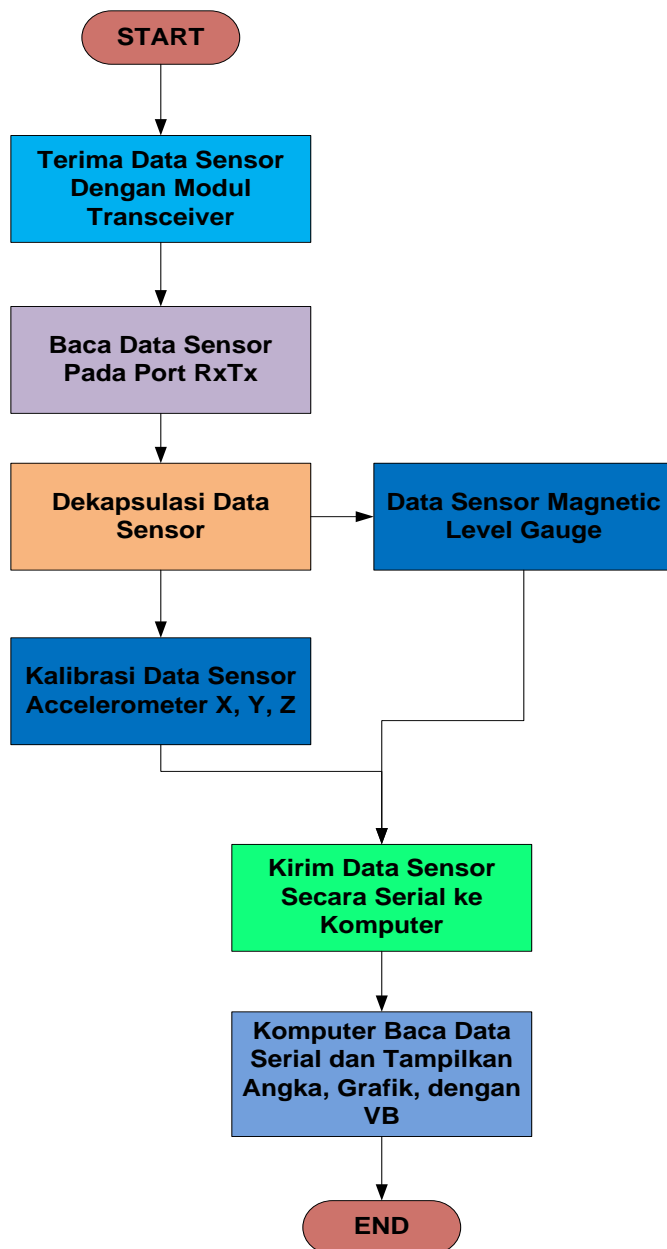 START
Terima Data Sensor
Dengan Modul
Transceiver
Baca Data Sensor
Pada Port RxTx
Dekapsulasi Data
Sensor
Data Sensor Magnetic
Level Gauge
Kalibrasi Data Sensor
Accelerometer X, Y, Z
Kirim Data Sensor
Secara Serial ke
Komputer
Komputer Baca Data
Serial dan Tampilkan
Angka, Grafik, dengan
VB
END